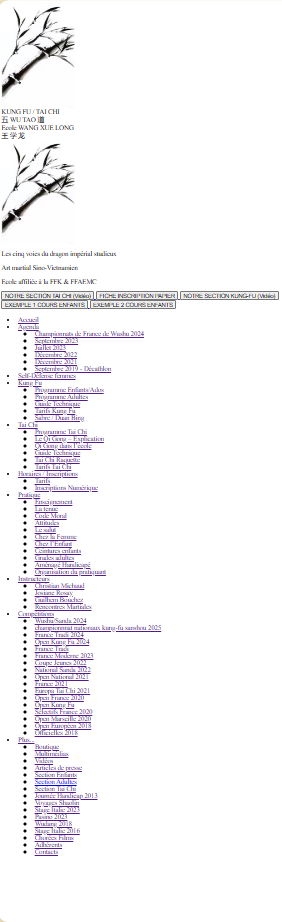 KUNG FU / TAI CHI
五 WU TAO 道
Ecole WANG XUE LONG
王 学 龙
Les cinq voies du dragon impérial studieux
Art martial Sino-Vietnamien
Ecole affiliée à la FFK & FFAEMC
NOTRE SECTION TAI CHI (Vidéo) FICHE INSCRIPTION PAPIER NOTRE SECTION KUNG-FU (Vidéo)
EXEMPLE 1 COURS ENFANTS EXEMPLE 2 COURS ENFANTS
Accueil
Agenda
Championnats de France de Wushu 2024
Septembre 2023
Juillet 2023
Décembre 2022
Décembre 2021
Septembre 2019 - Décathlon
Self-Défense femmes
Kung Fu
Programme Enfants/Ados
Programme Adultes
Guide Technique
Tarifs Kung Fu
Sabre / Duan Bing
Tai Chi
Programme Tai Chi
Le Qi Gong – Explication
Qi Gong dans l'école
Guide Technique
Tai Chi Raquette
Tarifs Tai Chi
Horaires / Inscriptions
Tarifs
Inscriptions Numérique
Pratique
Enseignement
La tenue
Code Moral
Attitudes
Le salut
Chez la Femme
Chez l'Enfant
Ceintures enfants
Grades adultes
Aménagé Handicapé
Organisation du pratiquant
Instructeurs
Christian Michaud
Josiane Rosay
Guilhem Bouchez
Rencontres Martiales
Compétitions
Wushu/Sanda 2024
championnnat nationaux kung-fu sanshou 2025
France Tradi 2024
Open Kung Fu 2024
France Tradi
France Moderne 2023
Coupe Jeunes 2022
National Sanda 2022
Open National 2021
France 2021
Europa Tai Chi 2021
Open France 2020
Open Kung Fu
Sélectifs France 2020
Open Marseille 2020
Open Européen 2018
Officielles 2018
Plus...
Boutique
Multimédias
Vidéos
Articles de presse
Section Enfants
Section Adultes
Section Tai Chi
Journée Handicap 2013
Voyages Shaolin
Stage Italie 2023
Pasino 2023
Wudang 2018
Stage Italie 2016
Chorées Films
Adhérents
Contacts